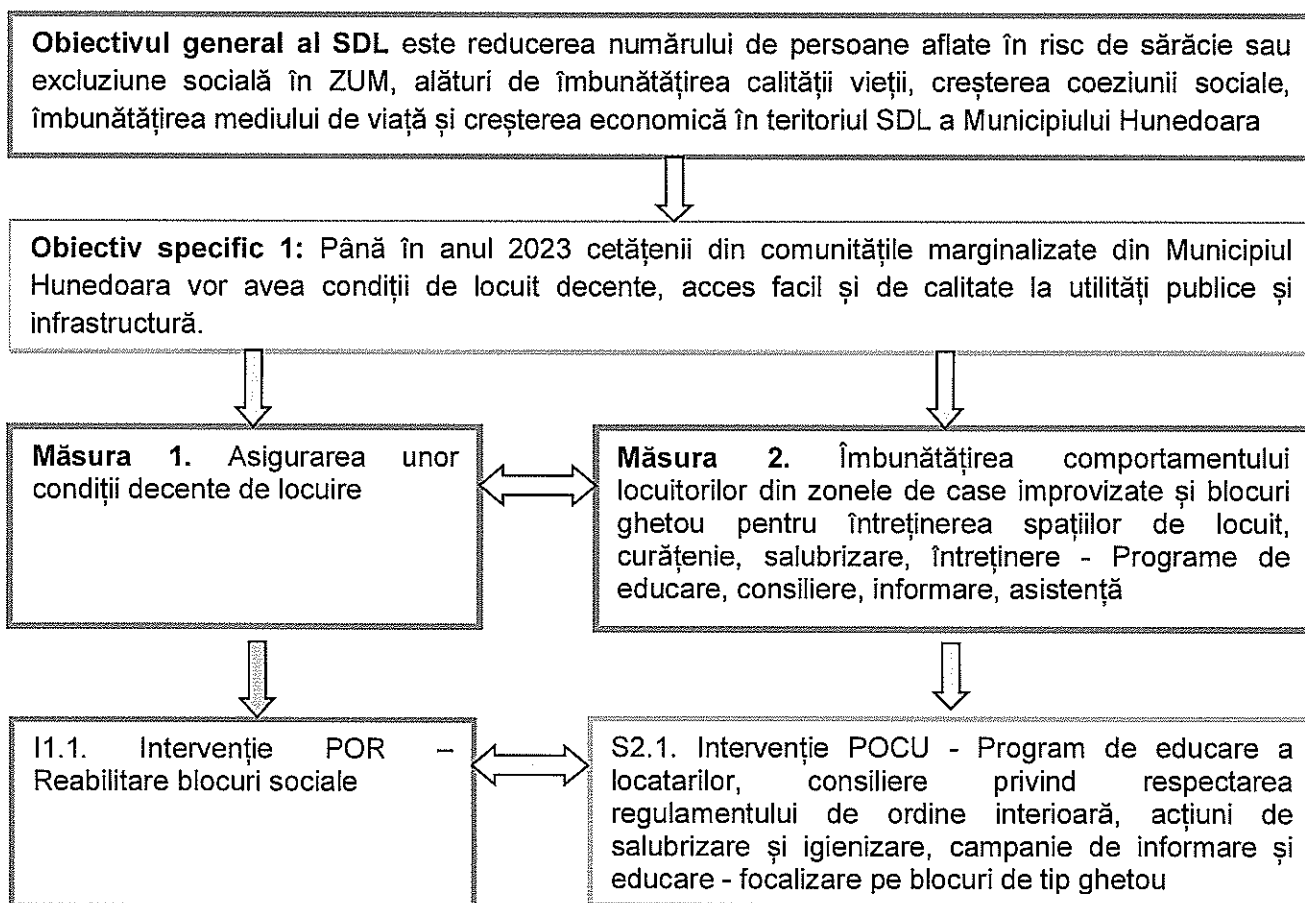 Obiectivul general al SDL este reducerea numărului de persoane aflate în risc de sărăcie sau
excluziune socială în ZUM, alături de îmbunătățirea calității vieții, creșterea coeziunii sociale,
îmbunătățirea mediului de viață și creșterea economică în teritoriul SDL a Municipiului Hunedoara
Obiectiv specific 1: Până în anul 2023 cetățenii din comunitățile marginalizate din Municipiul
Hunedoara vor avea condiții de locuit decente, acces facil și de calitate la utilități publice și
infrastructură.
Măsura 1. Asigurarea unor
condiții decente de locuire
Măsura 2. Îmbunătățirea comportamentului
locuitorilor din zonele de case improvizate și blocuri
ghetou pentru întreținerea spațiilor de locuit,
curățenie, salubrizare, întreținere - Programe de
educare, consiliere, informare, asistență
I1.1. Intervenție POR –
Reabilitare blocuri sociale
S2.1. Intervenție POCU - Program de educare a
locatarilor, consiliere privind respectarea
regulamentului de ordine interioară, acțiuni de
salubrizare și igienizare, campanie de informare și
educare - focalizare pe blocuri de tip ghetou